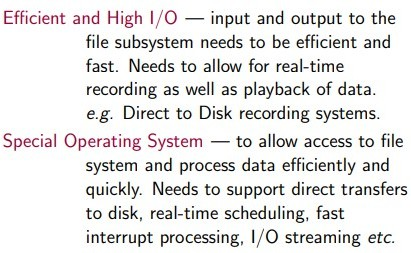 Efficient and High I/O — input and output to the
file subsystem needs to be efficient and
fast. Needs to allow for real-time
recording as well as playback of data.
e.g. Direct to Disk recording systems.
Special Operating System — to allow access to file
system and process data efficiently and
quickly. Needs to support direct transfers
to disk, real-time scheduling, fast
interrupt processing, I/O streaming etc.